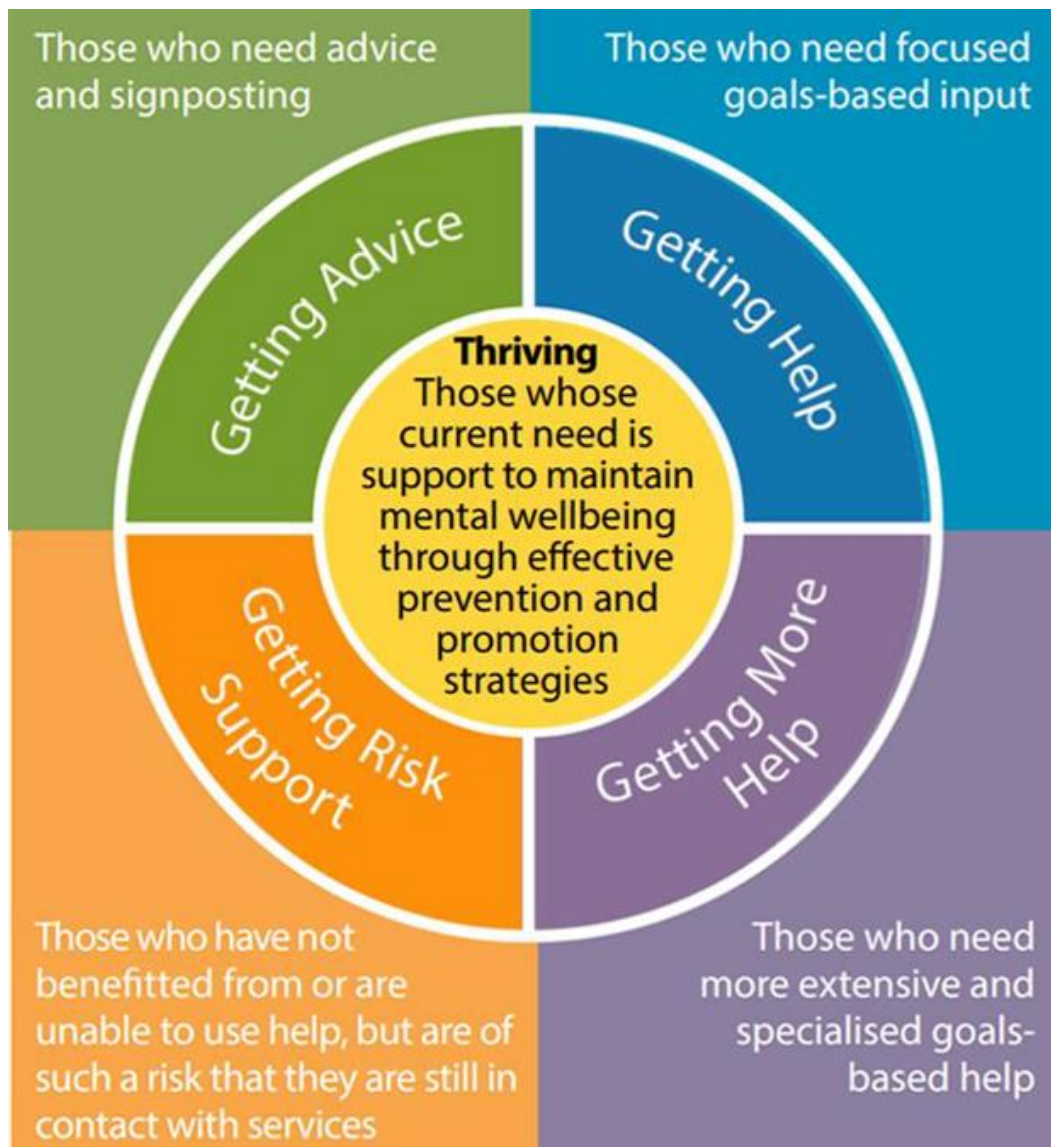 Those who need advice
and signposting
Those who need focused
goals-based input
Getting Advice
Getting Help
Thriving
Those whose
current need is
support to maintain
mental wellbeing
through effective
prevention and
promotion
strategies
Getting Risk
Support
Getting More
Help
Those who have not
benefitted from or are
unable to use help, but are of
such a risk that they are still in
contact with services
Those who need
more extensive and
specialised goals-
based help